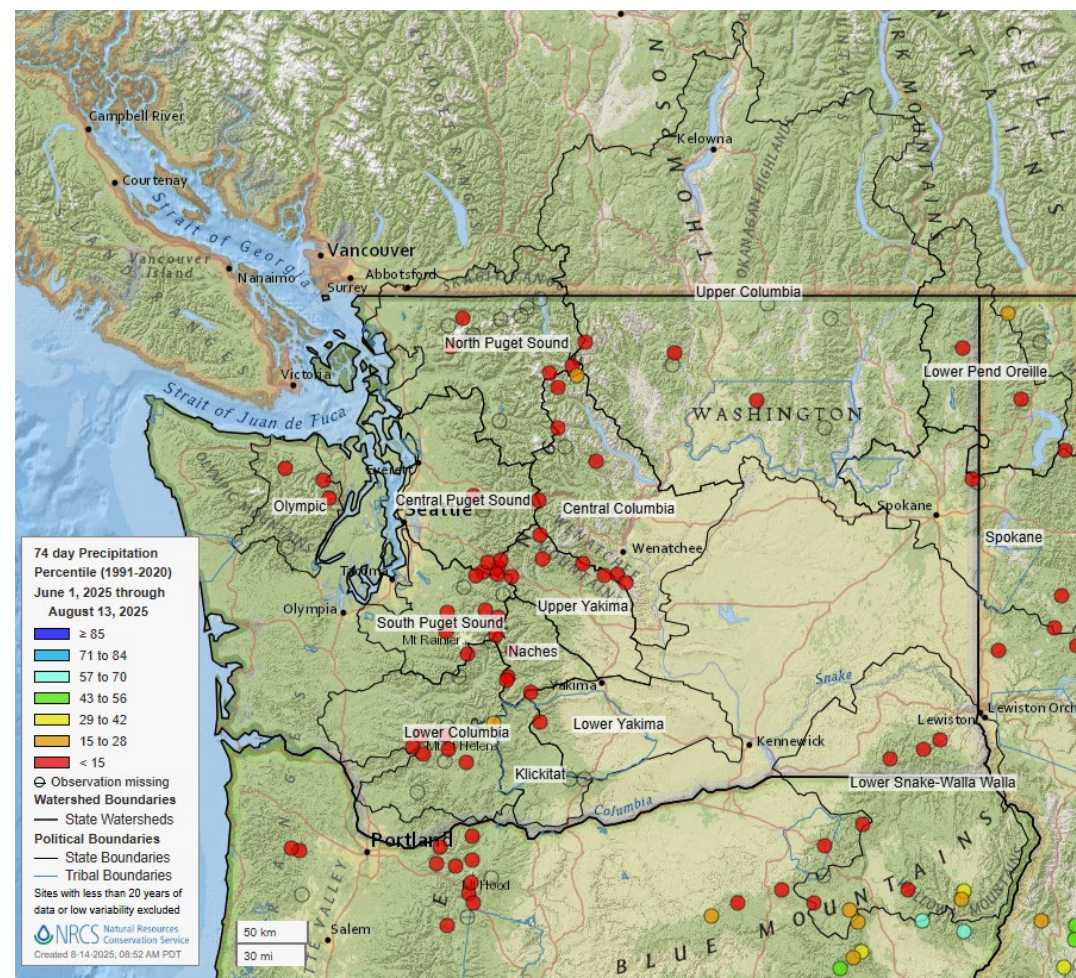 Campbell River
Courtenay
Strait of Georgia
Vancouver
Island
Nanaimo
Vancouver
Surrey
Abbotsford
SKAGIT RANGE
Kelowna
OKANAGAN HIGHLANDS
Upper Columbia
North Puget Sound
Lower Pend Oreille
Victoria
Strait of Juan de Fuca
WASHINGTON
OLYMPIC
MOUNTAINS
Olympic
Everett
Central Puget Sound
Seattle
Central Columbia
Spokane
Spokane
WENATCHEE
Wenatchee
Tacoma
Olympia
Upper Yakima
South Puget Sound
Mt Rainier
Naches
Yakima
Snake
Lewiston
Lewiston Orch
Lower Columbia
Lower Yakima
Mt St Helens
Kennewick
Klickitat
Lower Snake-Walla Walla
Columbia
Portland
Mt Hood
Salem
BLUE MOUNTAINS
74 day Precipitation
Percentile (1991-2020)
June 1, 2025 through
August 13, 2025
≥ 85
71 to 84
57 to 70
43 to 56
29 to 42
15 to 28
< 15
Observation missing
Watershed Boundaries
State Watersheds
Political Boundaries
State Boundaries
Tribal Boundaries
Sites with less than 20 years of
data or low variability excluded
NRCS Natural Resources
Conservation Service
Created 8-14-2025, 08:52 AM PDT
50 km
30 mi